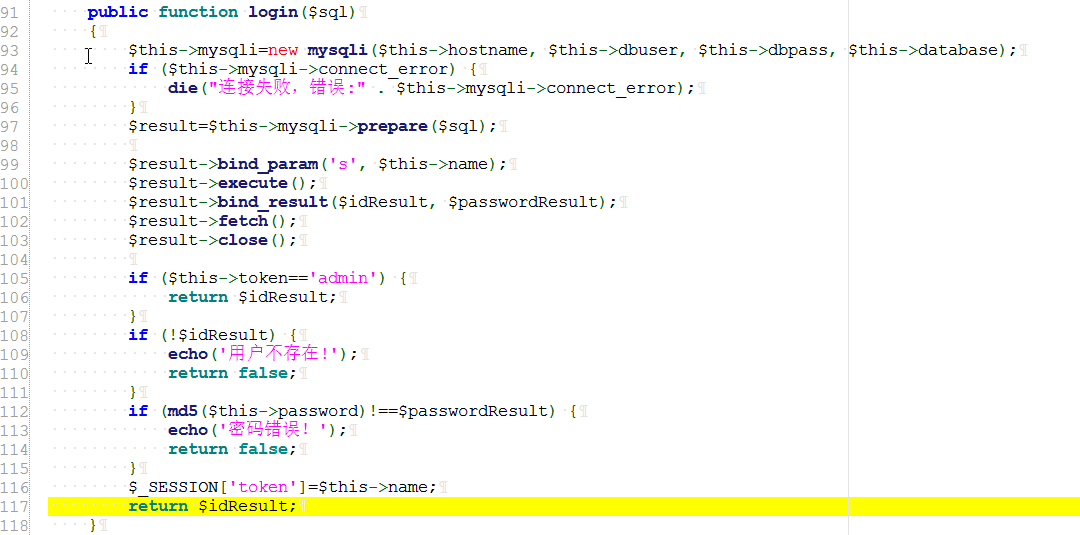 91 public function login($sql)
92 {
93 $this->mysqli=new mysqli($this->hostname, $this->dbuser, $this->dbpass, $this->database);
94 if ($this->mysqli->connect_error) {
95 die("连接失败，错误:" . $this->mysqli->connect_error);
96 }
97 $result=$this->mysqli->prepare($sql);
98
99 $result->bind_param('s', $this->name);
100 $result->execute();
101 $result->bind_result($idResult, $passwordResult);
102 $result->fetch();
103 $result->close();
104
105 if ($this->token=='admin') {
106 return $idResult;
107 }
108 if (!$idResult) {
109 echo('用户不存在!');
110 return false;
111 }
112 if (md5($this->password)!==$passwordResult) {
113 echo('密码错误！');
114 return false;
115 }
116 $_SESSION['token']=$this->name;
117 return $idResult;
118 }